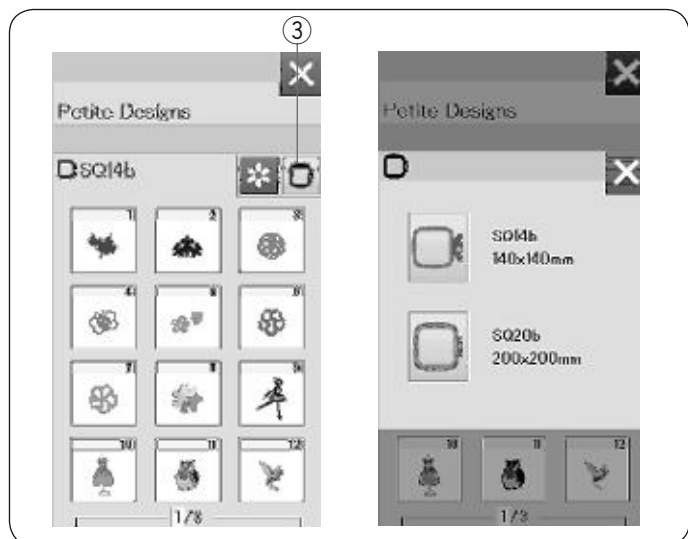 ③
Petite Designs
SQ14b
1 2 3
4 5 6
7 8 9
10 11 12
1/3
Petite Designs
SQ14b
140x140mm
SQ20b
200x200mm
10 11 12
1/3